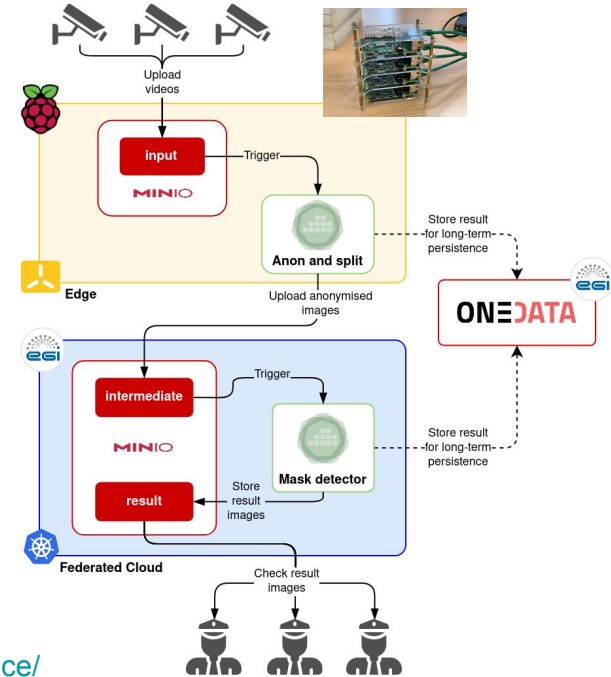 Upload
videos
input
Trigger
MINIO
Anon and split
Store result
for long-term
persistence
Edge
Upload anonymised
images
egi
ONEDATA
egi
intermediate
Trigger
MINIO
Mask detector
Store result
for long-term
persistence
Store
result
images
result
Federated Cloud
Check result
images
ce/